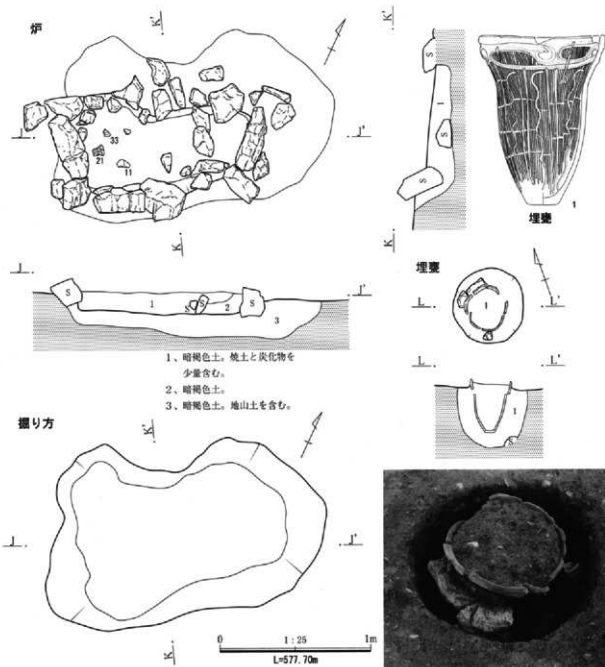 炉
K'
J
J'
33
21
11
K
K'
S
1
S
S
K
埋甕
1
J
J'
S
1
S
S
2
S
3
1、暗褐色土。焼土と炭化物を
少量含む。
2、暗褐色土。
3、暗褐色土。地山土を含む。
埋甕
L
L'
1
L
L'
1
S
掘り方
K'
J
J'
K
0
1:25
1m
L=577.70m